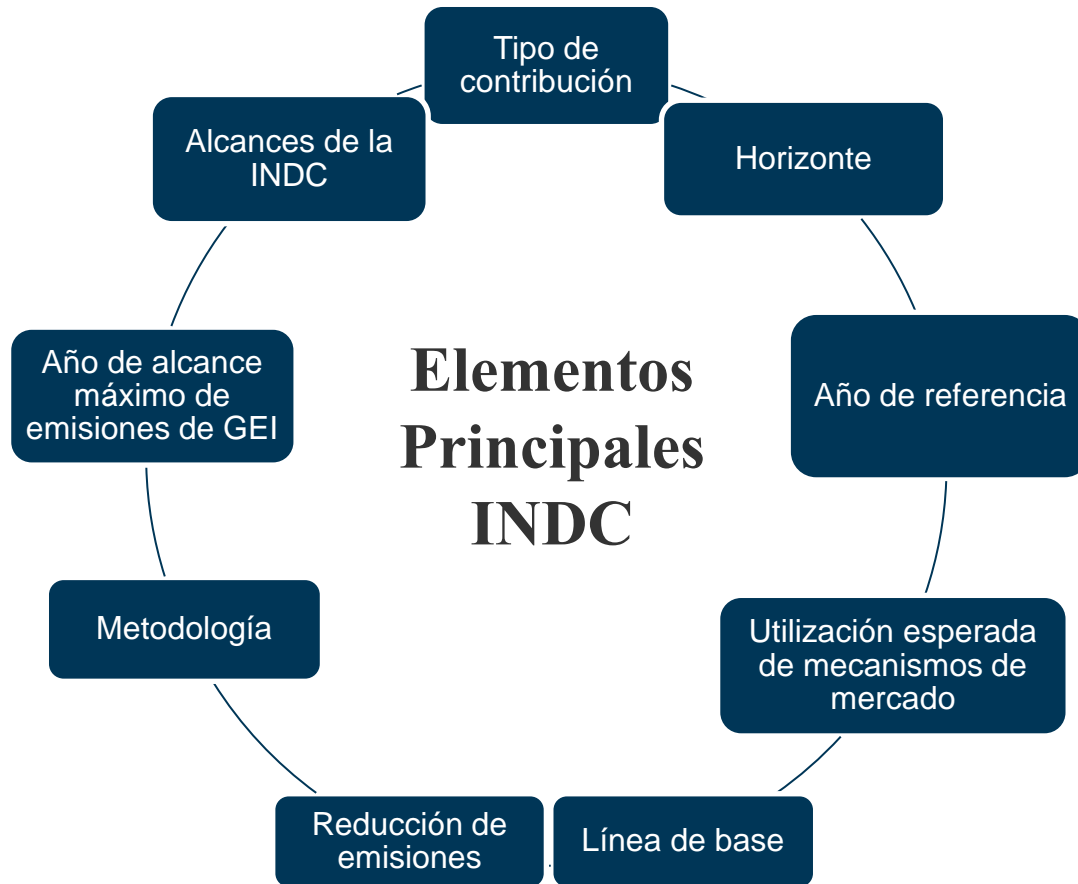 Tipo de
contribución
Horizonte
Año de referencia
Utilización esperada
de mecanismos de
mercado
Línea de base
Reducción de
emisiones
Metodología
Año de alcance
máximo de
emisiones de GEI
Alcances de la
INDC
Elementos
Principales
INDC